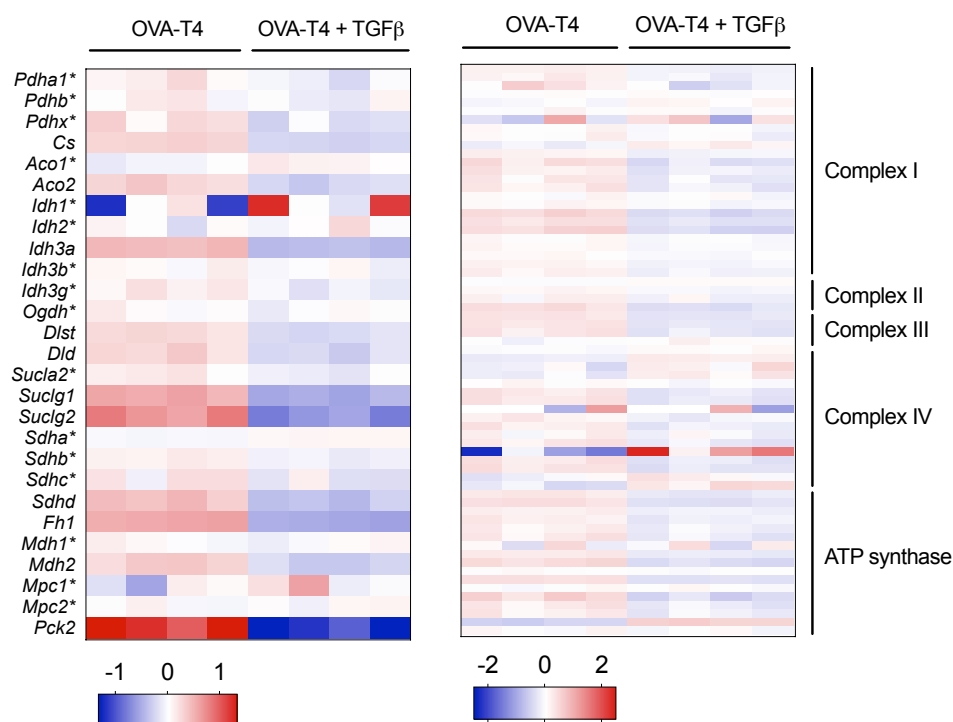 OVA-T4 OVA-T4 + TGFβ
Pdha1*
Pdhb*
Pdhx*
Cs
Aco1*
Aco2
Idh1*
Idh2*
Idh3a
Idh3b*
Idh3g*
Ogdh*
Dlst
Dld
Sucla2*
Suclg1
Suclg2
Sdha*
Sdhb*
Sdhc*
Sdhd
Fh1
Mdh1*
Mdh2
Mpc1*
Mpc2*
Pck2
-1 0 1
OVA-T4 OVA-T4 + TGFβ
Complex I
Complex II
Complex III
Complex IV
ATP synthase
-2 0 2